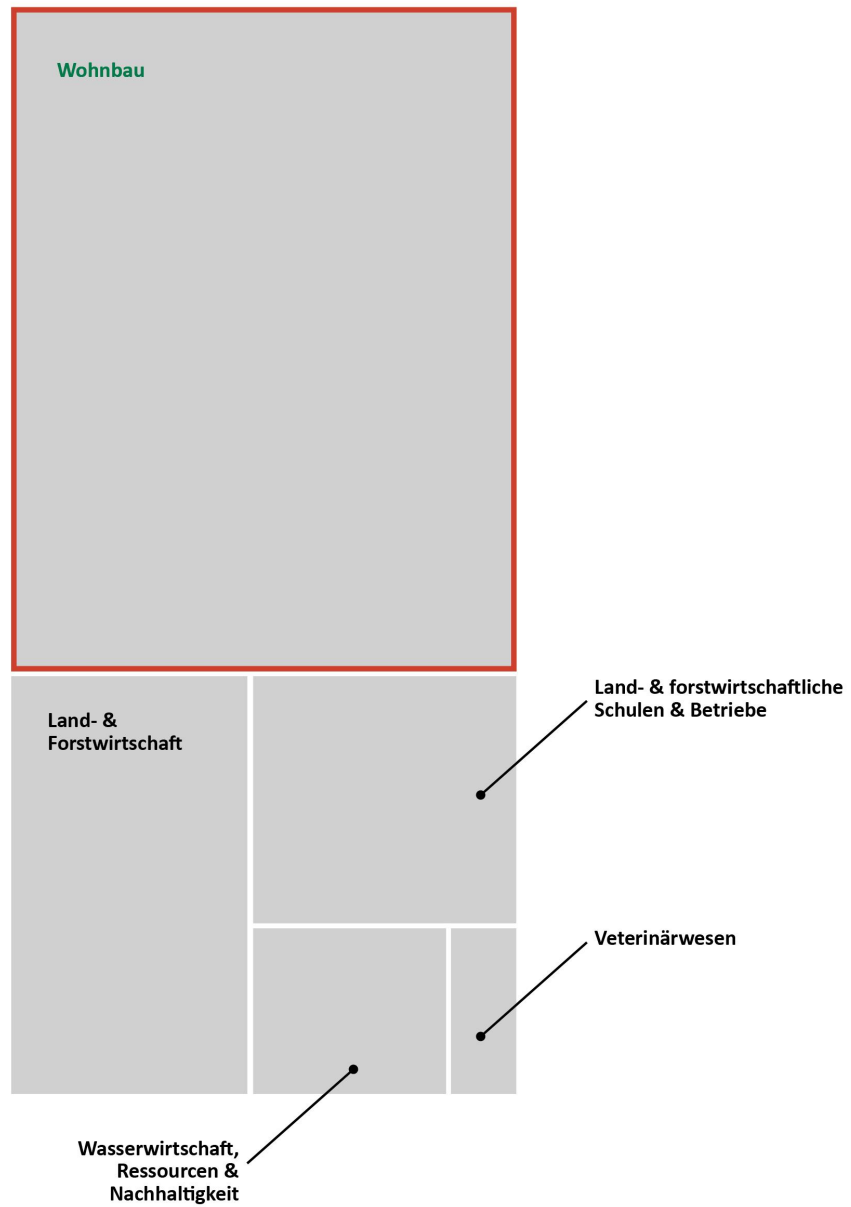 Wohnbau
Land- & forstwirtschaftliche
Schulen & Betriebe
Land- &
Forstwirtschaft
Veterinärwesen
Wasserwirtschaft,
Ressourcen &
Nachhaltigkeit